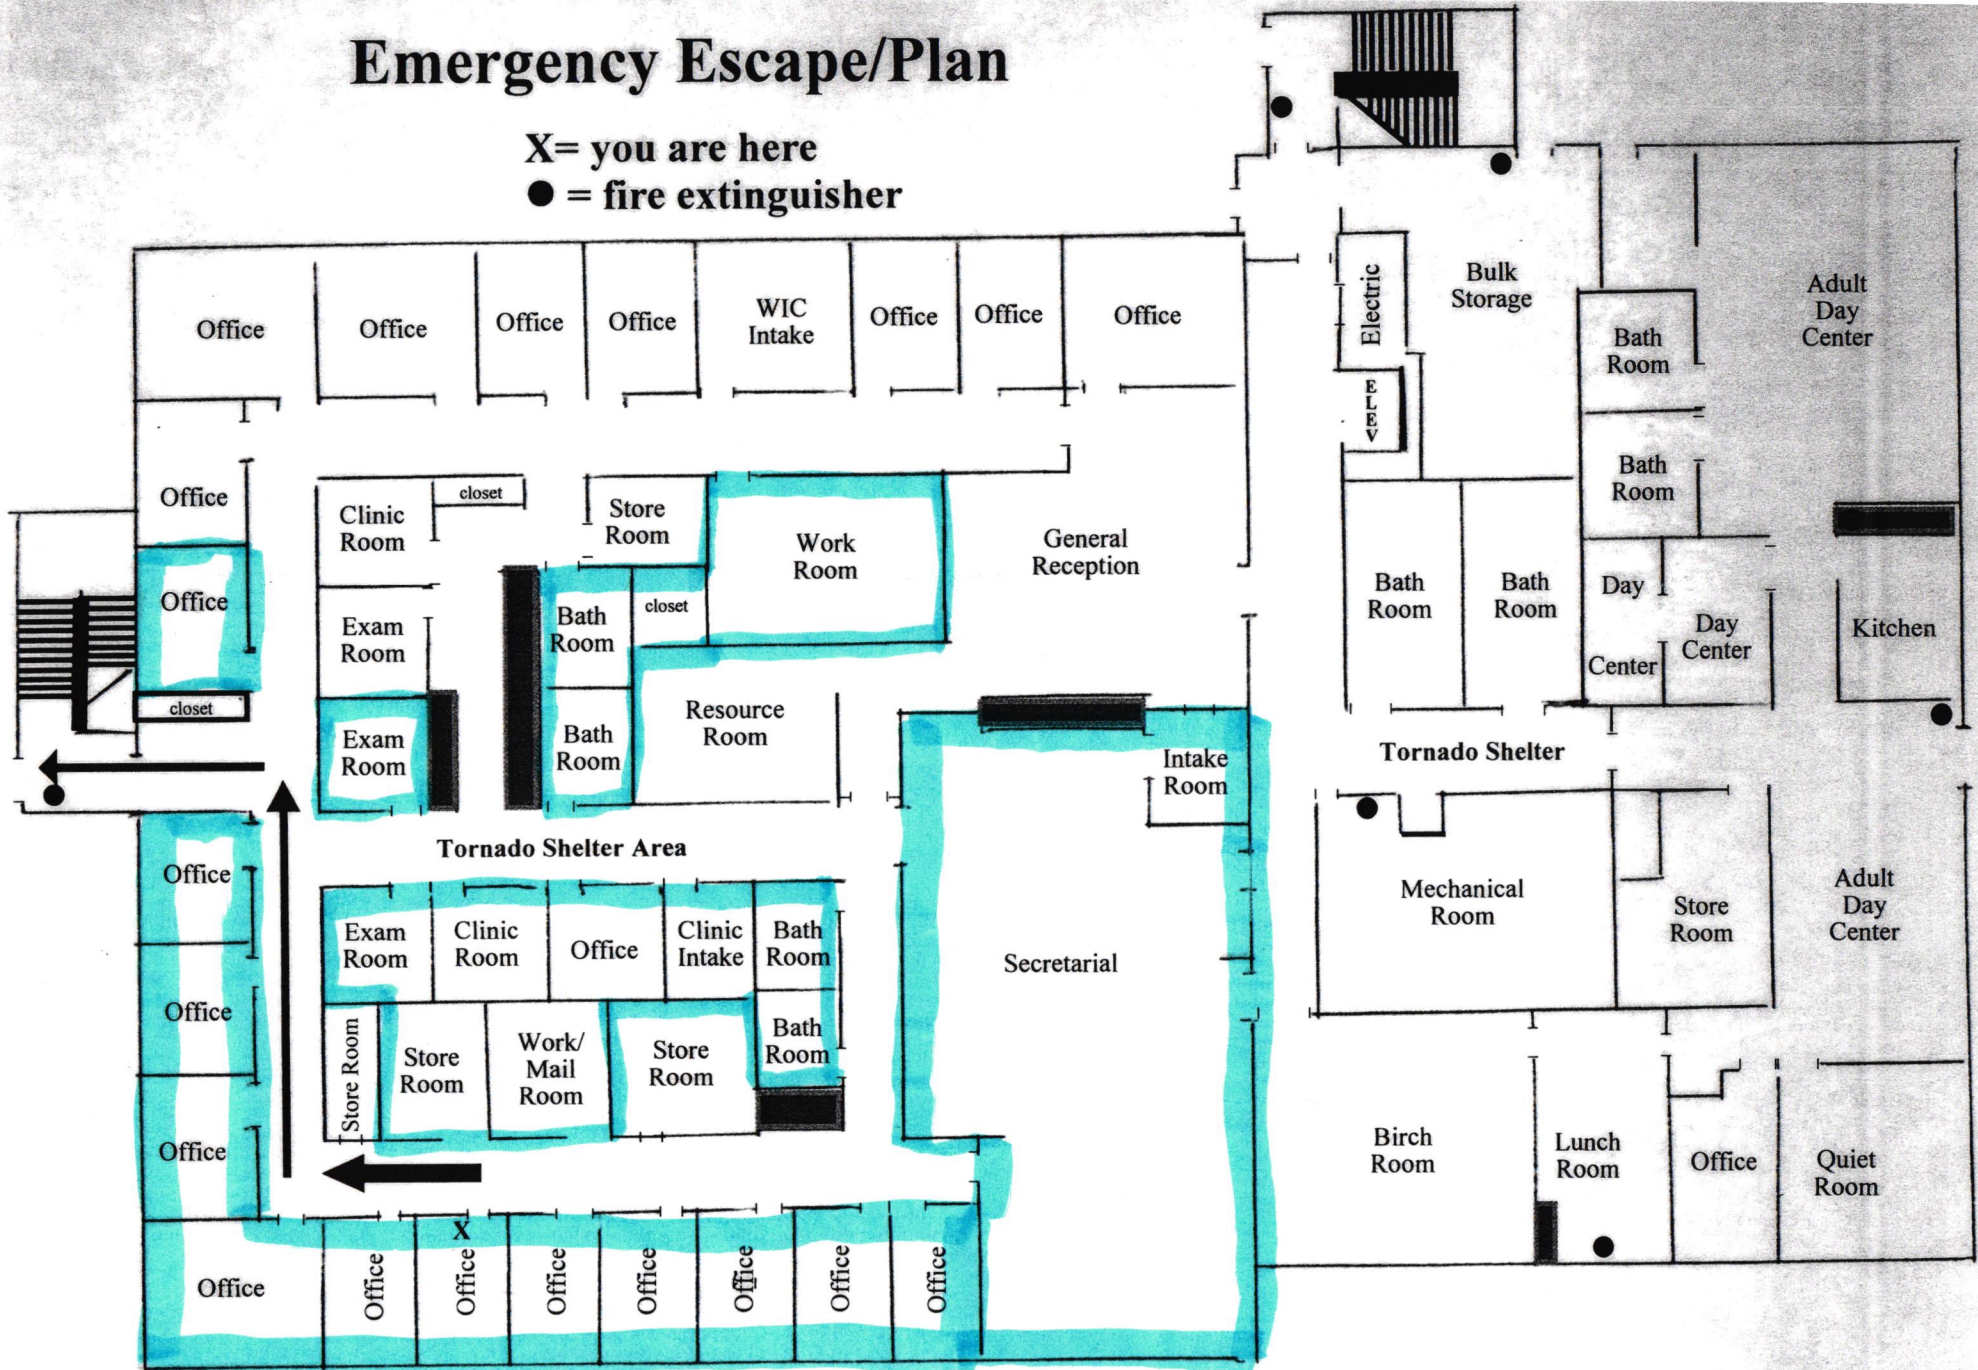 Emergency Escape/Plan
X= you are here
● = fire extinguisher
Office
Office
Office
Office
WIC
Intake
Office
Office
Office
Electric
Bulk
Storage
Adult
Day
Center
Bath
Room
ELEV
Office
Clinic
Room
closet
Store
Room
Work
Room
General
Reception
Bath
Room
Office
Exam
Room
Bath
Room
closet
Bath
Room
Bath
Room
Day
Center
Day
Center
Kitchen
closet
Exam
Room
Bath
Room
Resource
Room
Intake
Room
Tornado Shelter
Tornado Shelter Area
Office
Exam
Room
Clinic
Room
Office
Clinic
Intake
Bath
Room
Secretarial
Mechanical
Room
Store
Room
Adult
Day
Center
Office
Store Room
Store
Room
Work/
Mail
Room
Store
Room
Bath
Room
Office
Birch
Room
Lunch
Room
Office
Quiet
Room
X
Office
Office
Office
Office
Office
Office
Office
Office